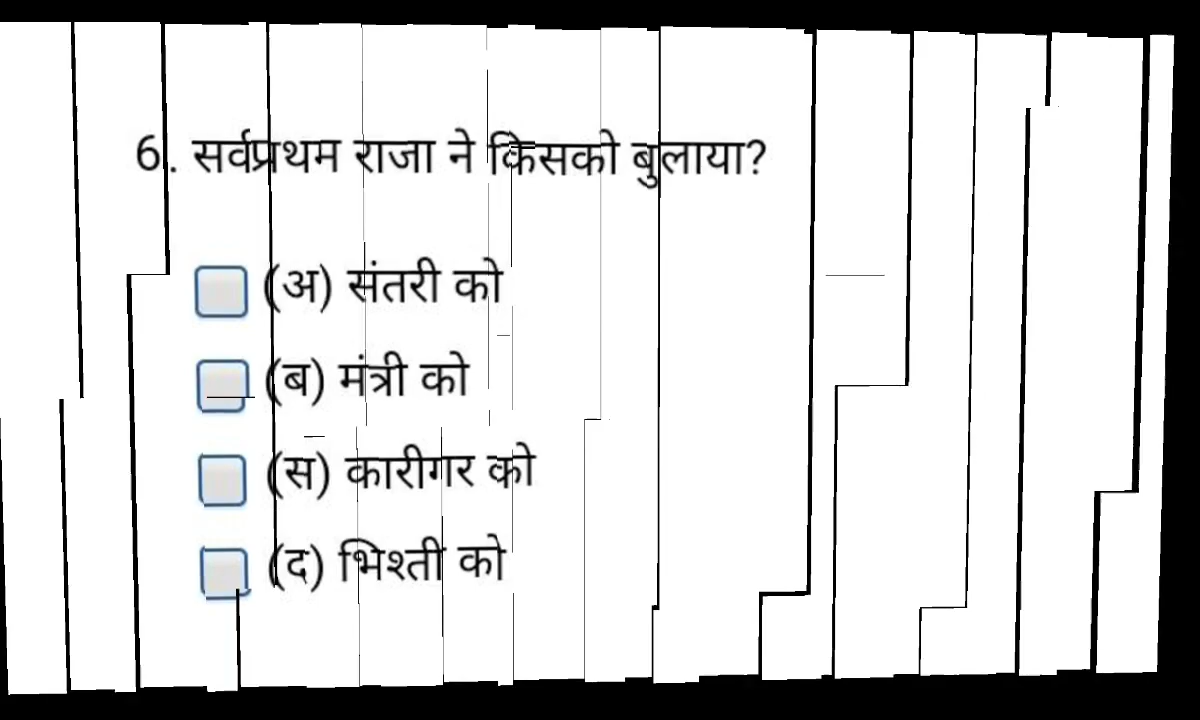 6. सर्वप्रथम राजा ने किसको बुलाया?
(अ) संतरी को
(ब) मंत्री को
(स) कारीगर को
(द) भिश्ती को